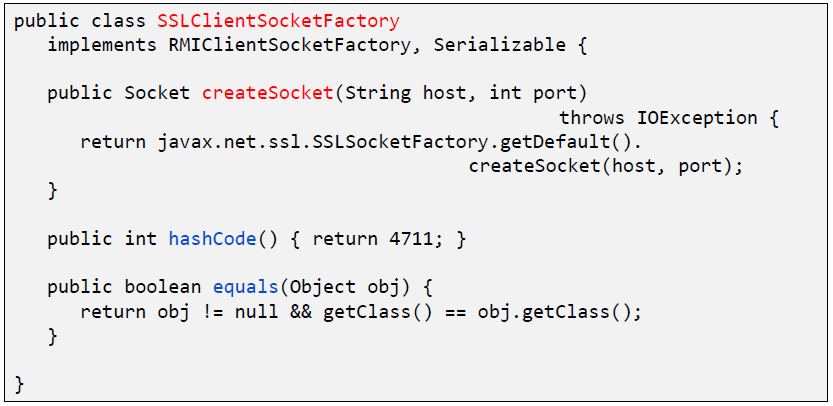 public class SSLClientSocketFactory
implements RMIClientSocketFactory, Serializable {
public Socket createSocket(String host, int port)
throws IOException {
return javax.net.ssl.SSLSocketFactory.getDefault().
createSocket(host, port);
}
public int hashCode() { return 4711; }
public boolean equals(Object obj) {
return obj != null && getClass() == obj.getClass();
}
}